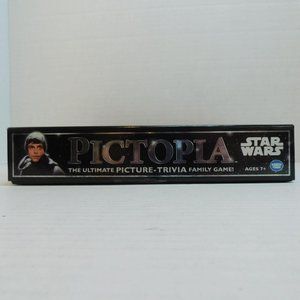 PICTOPIA
THE ULTIMATE PICTURE-TRIVIA FAMILY GAME!
STAR
WARS
AGES 7+